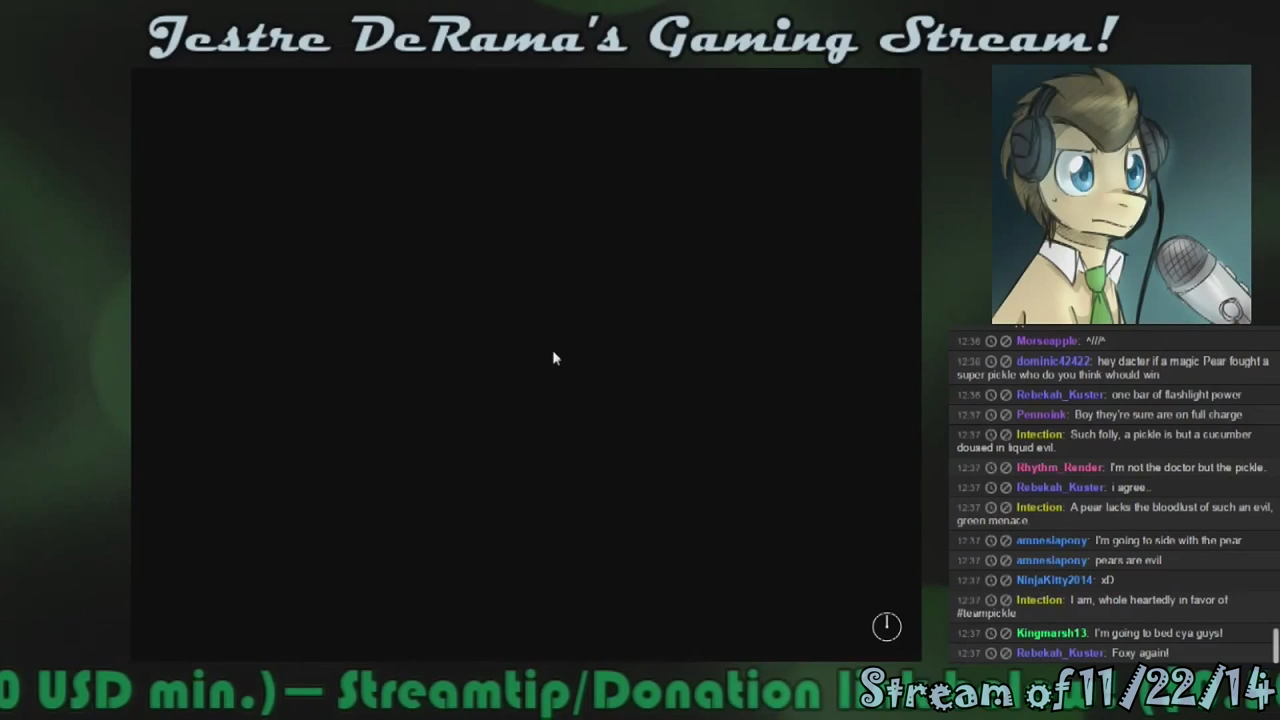 Jestre DeRama's Gaming Stream!
12:36 Morseapple: ^///^
12:36 dominic42422: hey dacter if a magic Pear fought a
super pickle who do you think whould win
12:36 Rebekah_Kuster: one bar of flashlight power
12:37 Pennoink: Boy they're sure are on full charge
12:37 Intection: Such folly, a pickle is but a cucumber
doused in liquid evil.
12:37 Rhythm_Render: I'm not the doctor but the pickle.
12:37 Rebekah_Kuster: i agree..
12:37 Intection: A pear lacks the bloodlust of such an evil,
green menace.
12:37 amnesiapony: I'm going to side with the pear
12:37 amnesiapony: pears are evil
12:37 NinjaKitty2014: xD
12:37 Intection: I am, whole heartedly in favor of
#teampickle
12:37 Kingmarsh13: I'm going to bed cya guys!
12:37 Rebekah_Kuster: Foxy again!
0 USD min.) — Streamtip/Donation
Stream of 11/22/14